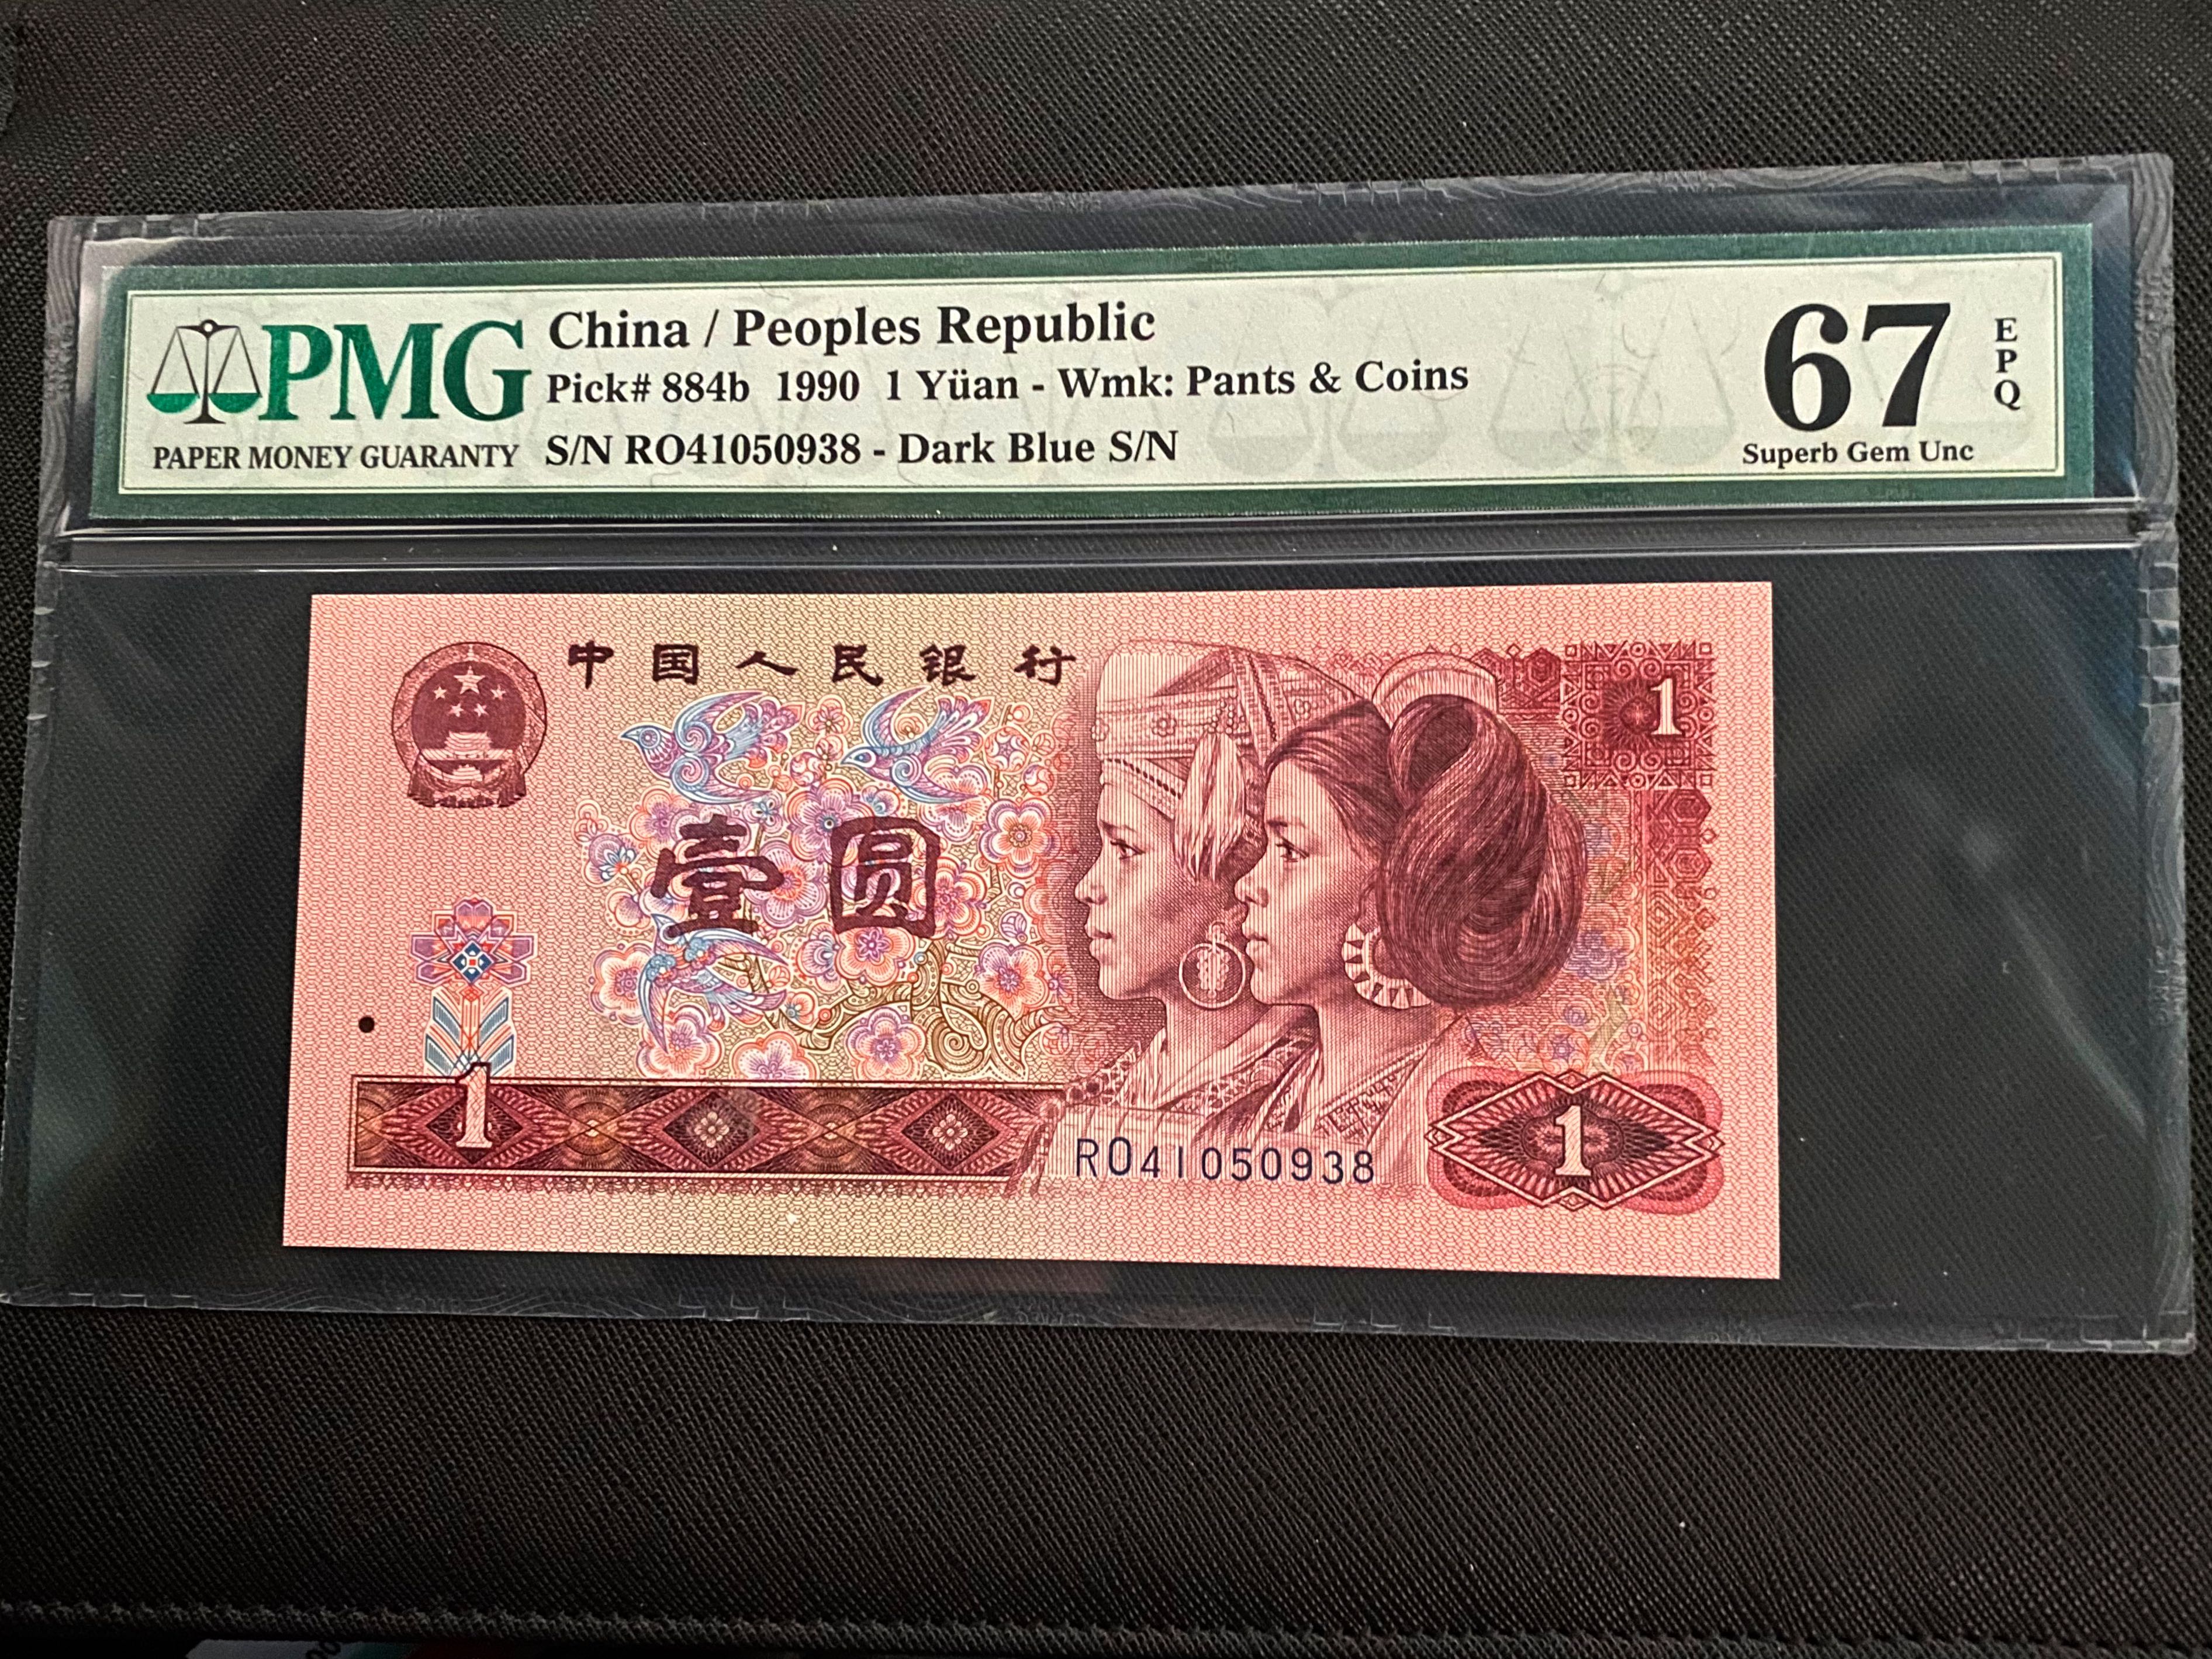 PMG
PAPER MONEY GUARANTY
China / Peoples Republic
Pick# 884b 1990 1 Yüan - Wmk: Pants & Coins
S/N RO41050938 - Dark Blue S/N
67
EPQ
Superb Gem Unc
中国人民银行
1
壹圆
1
RO41050938
1